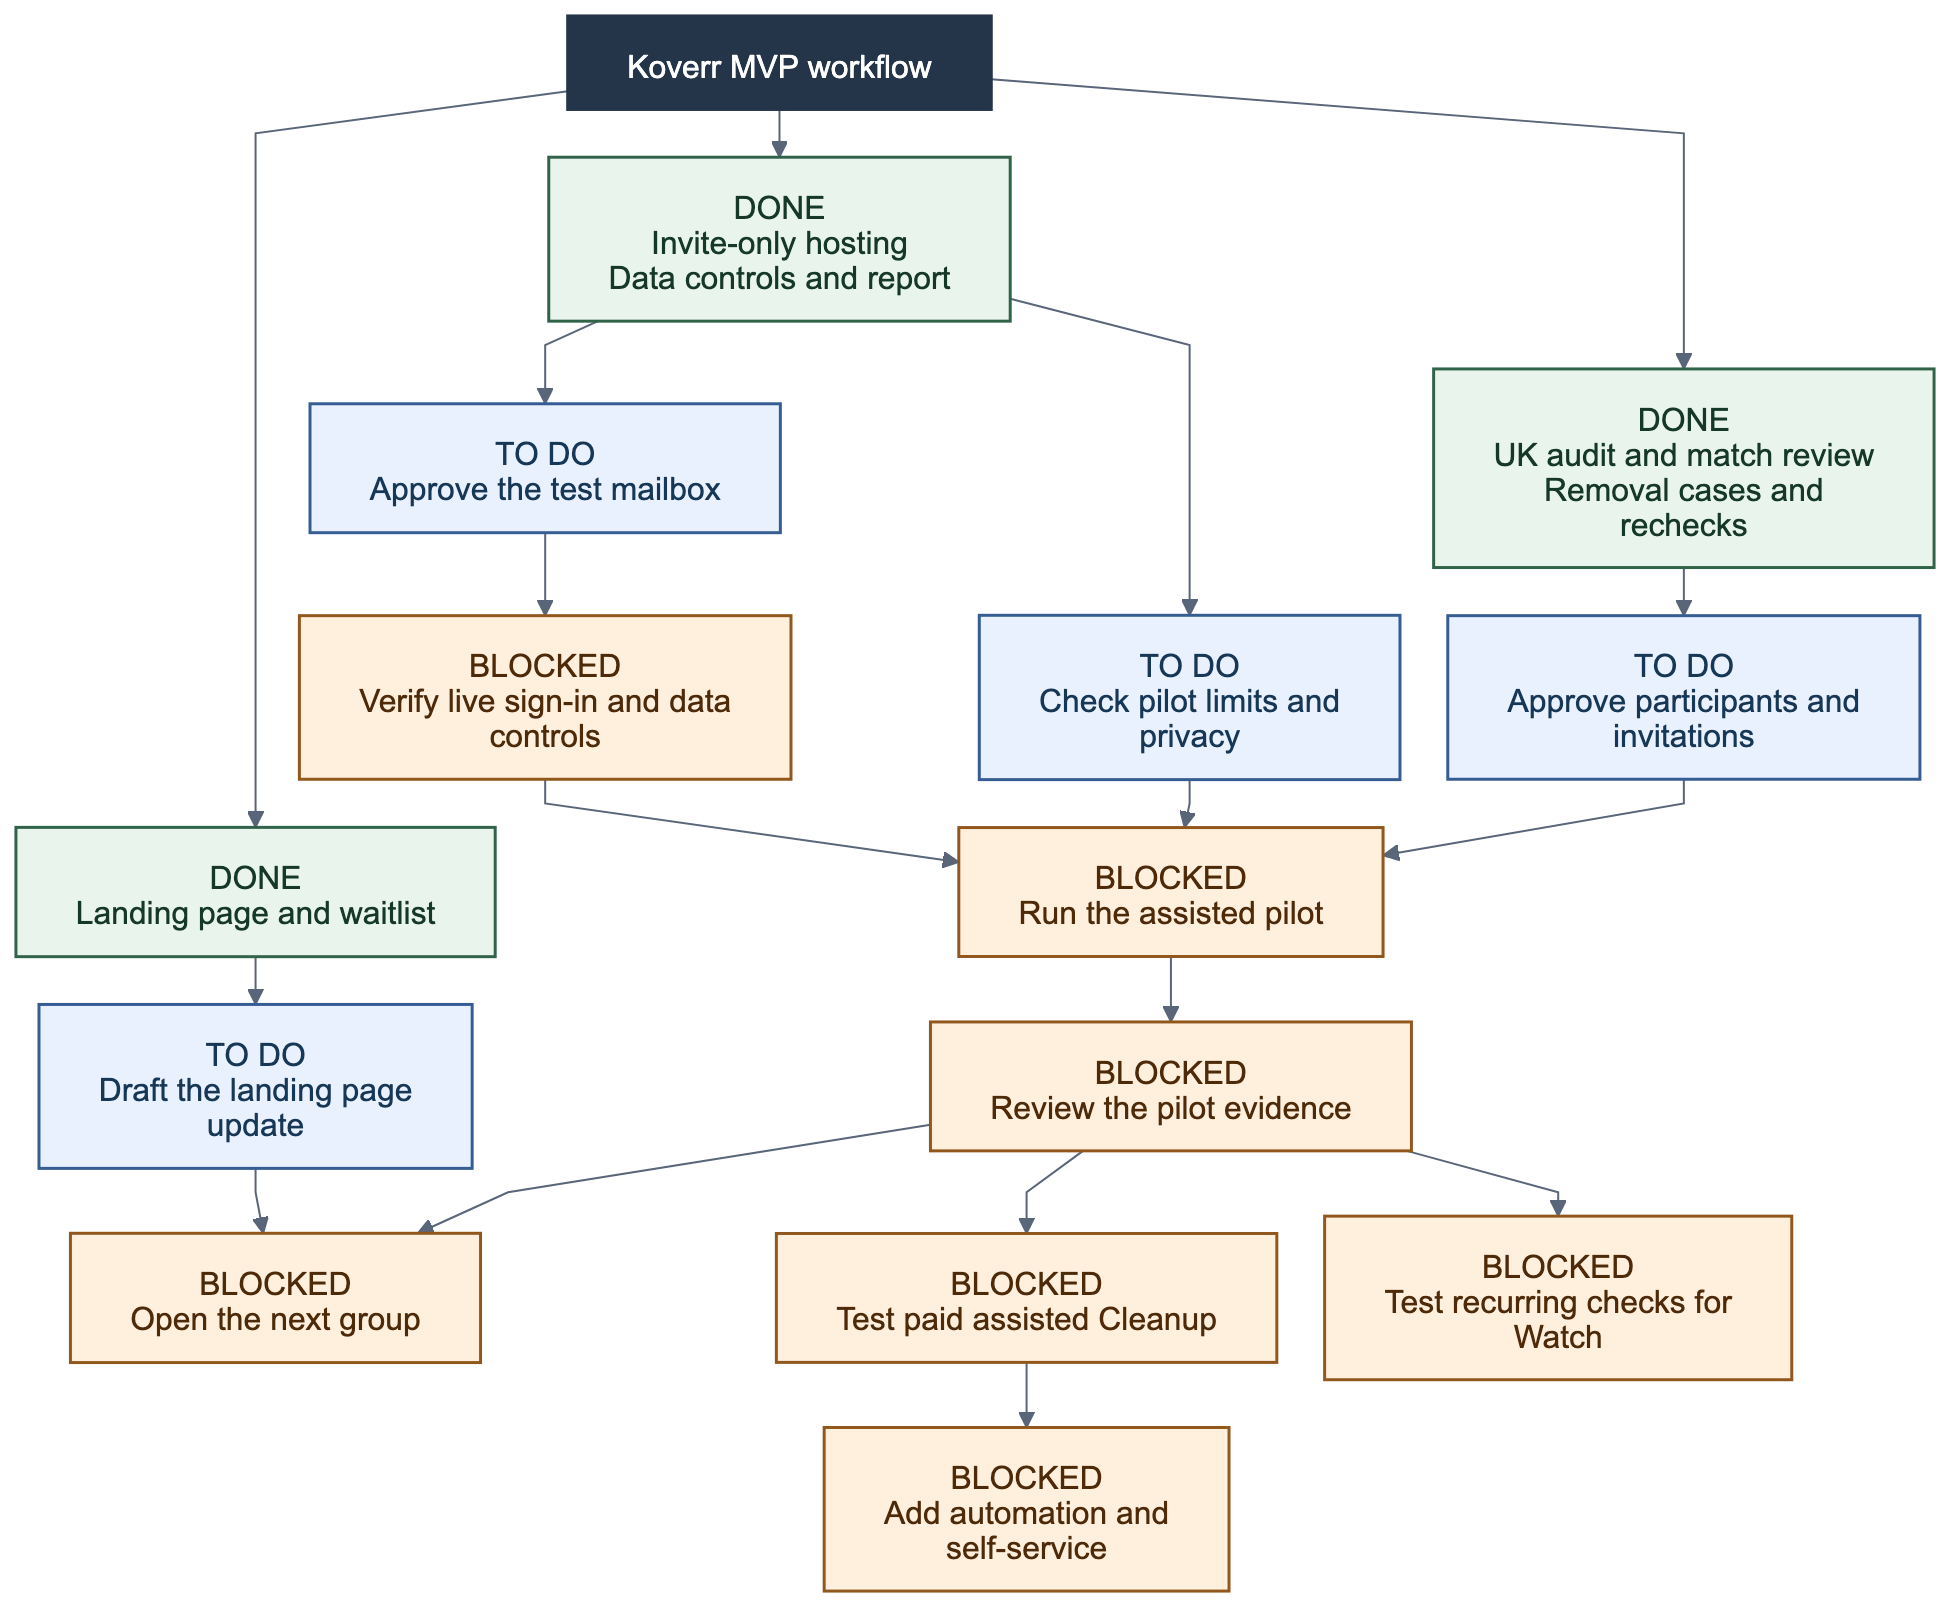 Koverr MVP workflow
DONE
Invite-only hosting
Data controls and report
TO DO
Approve the test mailbox
DONE
UK audit and match review
Removal cases and
rechecks
BLOCKED
Verify live sign-in and data
controls
TO DO
Check pilot limits and
privacy
TO DO
Approve participants and
invitations
DONE
Landing page and waitlist
BLOCKED
Run the assisted pilot
TO DO
Draft the landing page
update
BLOCKED
Review the pilot evidence
BLOCKED
Open the next group
BLOCKED
Test paid assisted Cleanup
BLOCKED
Test recurring checks for
Watch
BLOCKED
Add automation and
self-service